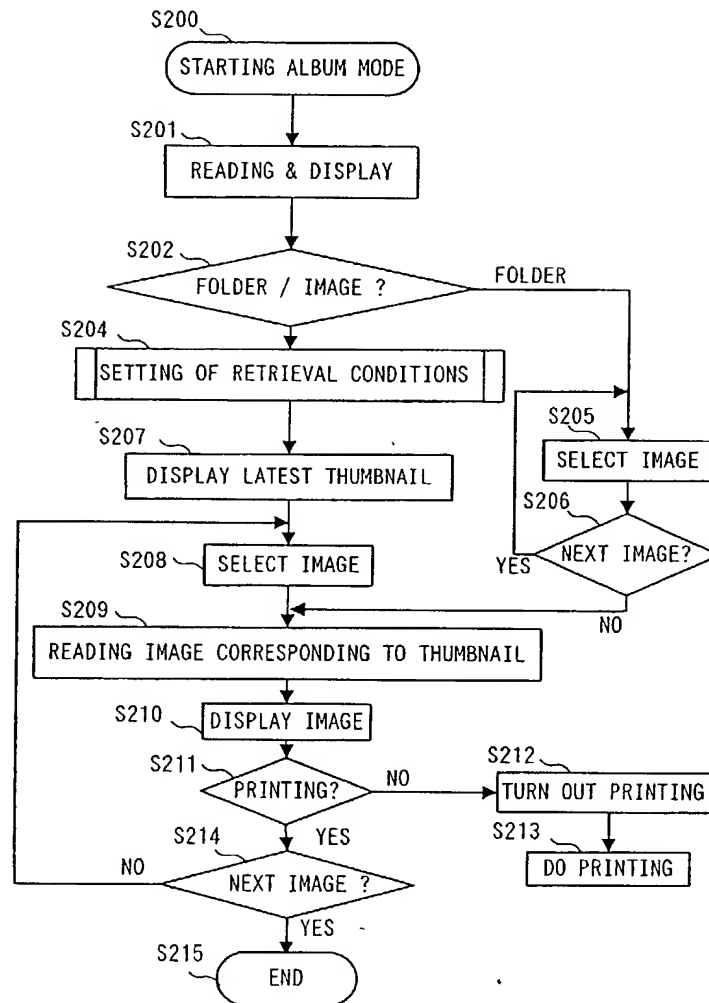 S200
STARTING ALBUM MODE
S201
READING & DISPLAY
S202
FOLDER / IMAGE ?
FOLDER
S204
SETTING OF RETRIEVAL CONDITIONS
S205
SELECT IMAGE
S206
NEXT IMAGE?
YES
NO
S207
DISPLAY LATEST THUMBNAIL
S208
SELECT IMAGE
S209
READING IMAGE CORRESPONDING TO THUMBNAIL
S210
DISPLAY IMAGE
S211
PRINTING?
NO
YES
S212
TURN OUT PRINTING
S213
DO PRINTING
S214
NEXT IMAGE ?
NO
YES
S215
END